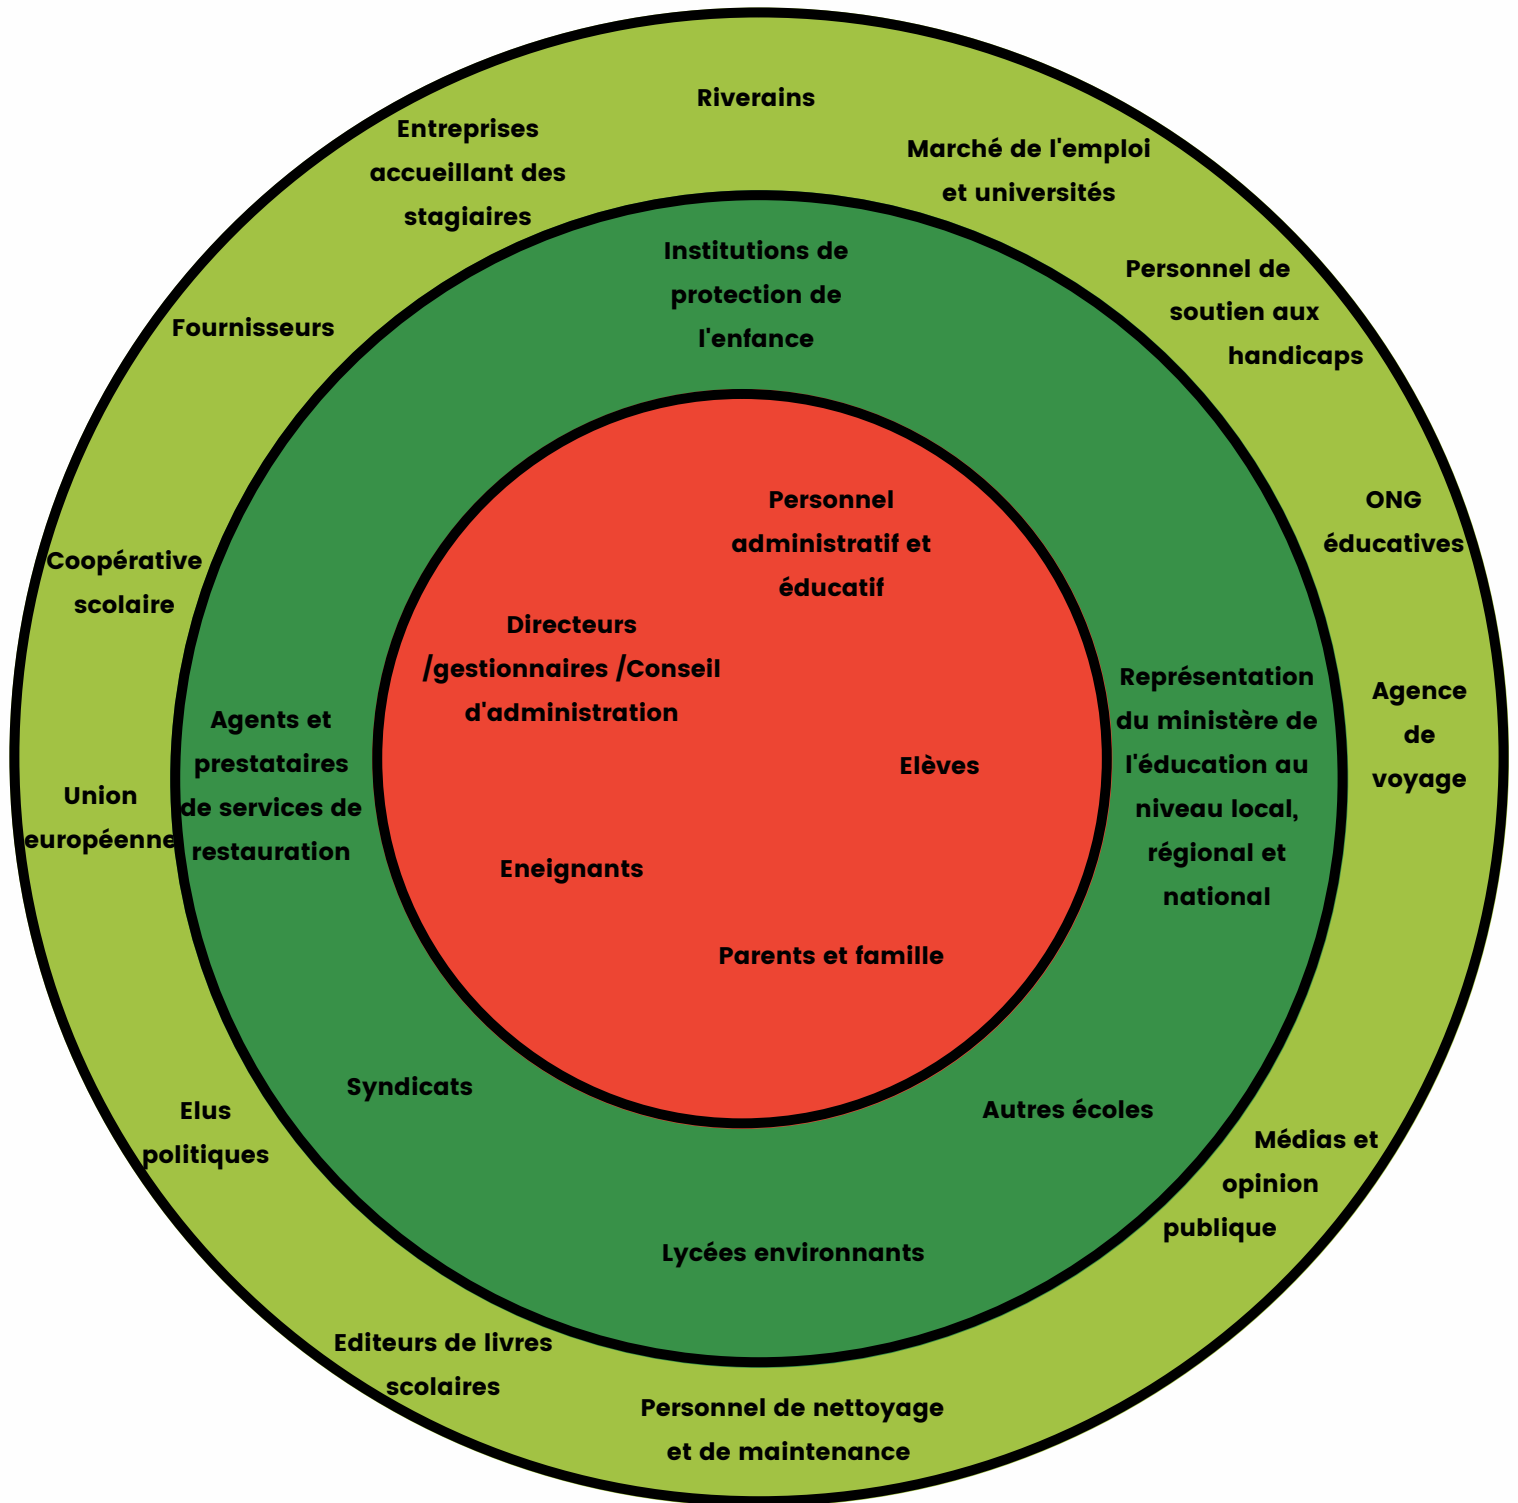 Riverains
Entreprises
accueillant des
stagiaires
Marché de l'emploi
et universités
Institutions de
protection de
l'enfance
Personnel de
soutien aux
handicaps
Fournisseurs
Personnel
administratif et
éducatif
ONG
éducatives
Coopérative
scolaire
Directeurs
/gestionnaires /Conseil
d'administration
Représentation
du ministère de
l'éducation au
niveau local,
régional et
national
Agence
de
voyage
Agents et
prestataires
de services de
restauration
Elèves
Union
européenne
Eneignants
Parents et famille
Syndicats
Autres écoles
Elus
politiques
Médias et
opinion
publique
Lycées environnants
Editeurs de livres
scolaires
Personnel de nettoyage
et de maintenance